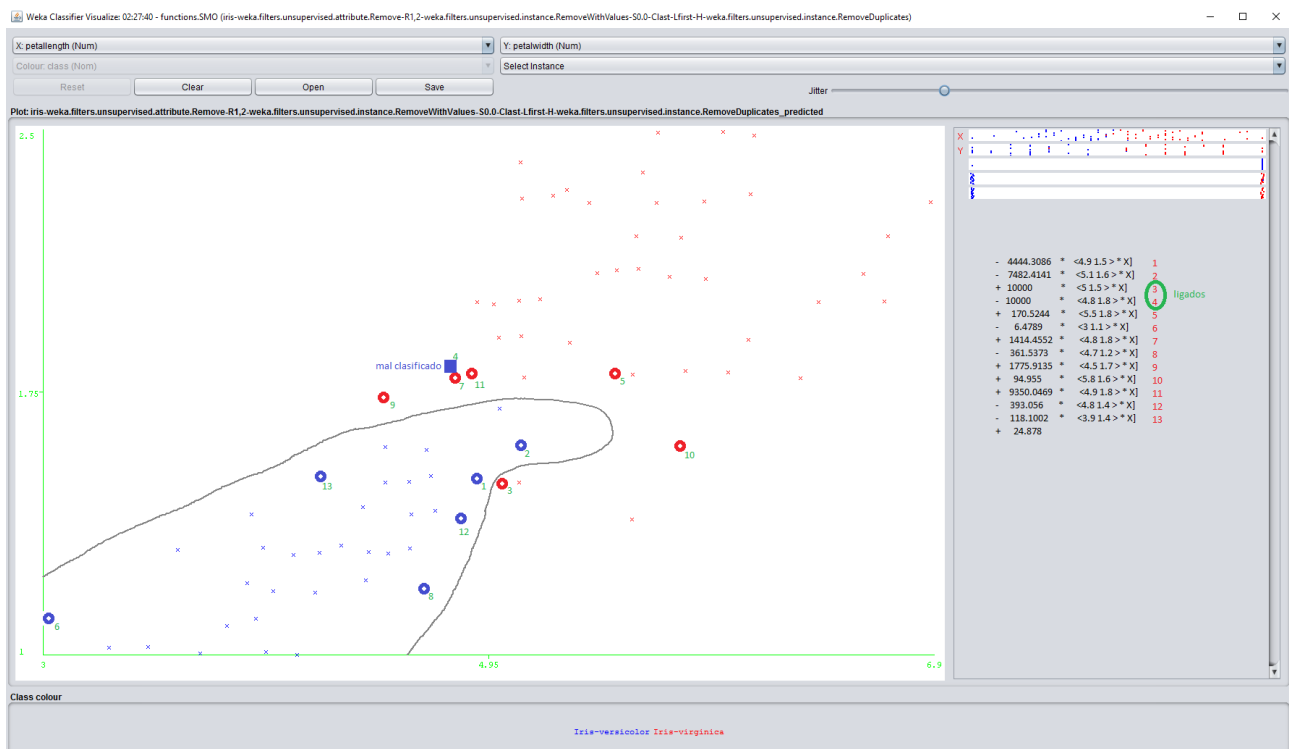 Weka Classifier Visualize: 02:27:40 - functions.SMO (iris-weka.filters.unsupervised.attribute.Remove-R1,2-weka.filters.unsupervised.instance.RemoveWithValues-S0.0-Clast-Lfirst-H-weka.filters.unsupervised.instance.RemoveDuplicates)
X: petallength (Num)
Y: petalwidth (Num)
Colour: class (Nom)
Select Instance
Reset
Clear
Open
Save
Jitter
Plot: iris-weka.filters.unsupervised.attribute.Remove-R1,2-weka.filters.unsupervised.instance.RemoveWithValues-S0.0-Clast-Lfirst-H-weka.filters.unsupervised.instance.RemoveDuplicates_predicted
2.5
1.75
1
3
4.95
6.9
mal clasificado
4
7
11
5
9
2
10
13
1
3
12
8
6
X
Y
- 4444.3086 * <4.9 1.5 > * X] 1
- 7482.4141 * <5.1 1.6 > * X] 2
+ 10000 * <5 1.5 > * X] 3
- 10000 * <4.8 1.8 > * X] 4
ligados
+ 170.5244 * <5.5 1.8 > * X] 5
- 6.4789 * <3 1.1 > * X] 6
+ 1414.4552 * <4.8 1.8 > * X] 7
- 361.5373 * <4.7 1.2 > * X] 8
+ 1775.9135 * <4.5 1.7 > * X] 9
+ 94.955 * <5.8 1.6 > * X] 10
+ 9350.0469 * <4.9 1.8 > * X] 11
- 393.056 * <4.8 1.4 > * X] 12
- 118.1002 * <3.9 1.4 > * X] 13
+ 24.878
Class colour
Iris-versicolor Iris-virginica